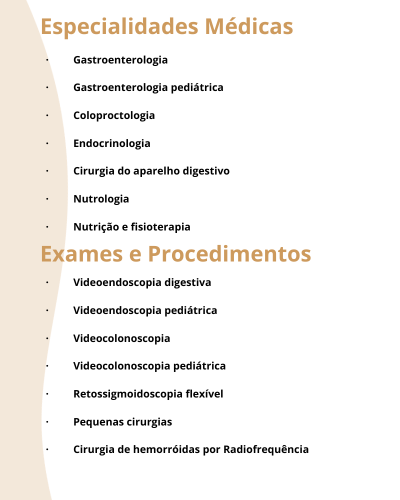 Especialidades Médicas
· Gastroenterologia
· Gastroenterologia pediátrica
· Coloproctologia
· Endocrinologia
· Cirurgia do aparelho digestivo
· Nutrologia
· Nutrição e fisioterapia
Exames e Procedimentos
· Videoendoscopia digestiva
· Videoendoscopia pediátrica
· Videocolonoscopia
· Videocolonoscopia pediátrica
· Retossigmoidoscopia flexível
· Pequenas cirurgias
· Cirurgia de hemorróidas por Radiofrequência